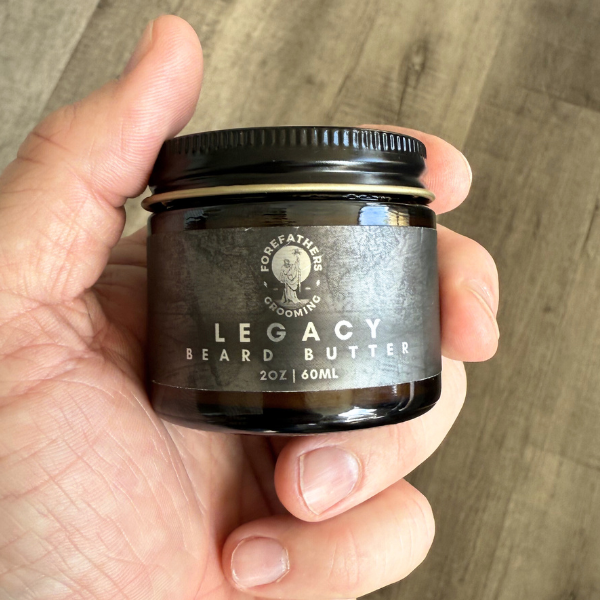 FOREFATHERS
GROOMING
LEGACY
BEARD BUTTER
2OZ | 60ML